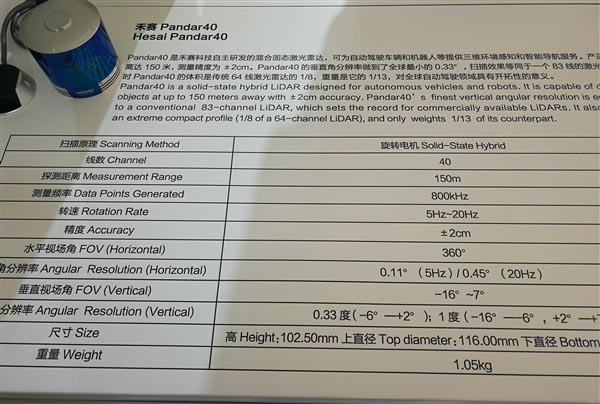 禾赛 Pandar40
Hesai Pandar40
Pandar40 是禾赛科技自主研发的混合固态激光雷达，可为自动驾驶车辆和机器人等提供三维环境感知和智能导航服务。产
离达 150 米，测量精度为 ±2cm。Pandar40 的垂直角分辨率做到了全球最小的 0.33°，扫描效果等同于一个 83 线的激光
时 Pandar40 的体积是传统 64 线激光雷达的 1/8，重量是它的 1/13，对全球自动驾驶领域具有开拓性的意义。
Pandar40 is a solid-state hybrid LiDAR designed for autonomous vehicles and robots. It is capable of d
objects at up to 150 meters away with ±2cm accuracy. Pandar40's finest vertical angular resolution is e
to a conventional 83-channel LiDAR, which sets the record for commercially available LiDARs. It also
an extreme compact profile (1/8 of a 64-channel LiDAR), and only weights 1/13 of its counterpart.
扫描原理 Scanning Method 旋转电机 Solid-State Hybrid
线数 Channel 40
探测距离 Measurement Range 150m
测量频率 Data Points Generated 800kHz
转速 Rotation Rate 5Hz~20Hz
精度 Accuracy ±2cm
水平视场角 FOV (Horizontal) 360°
角分辨率 Angular Resolution (Horizontal) 0.11° (5Hz) / 0.45° (20Hz)
垂直视场角 FOV (Vertical) -16° ~7°
分辨率 Angular Resolution (Vertical) 0.33 度 (-6° —+2° ); 1 度 (-16° —-6° , +2° —+
尺寸 Size 高 Height:102.50mm 上直径 Top diameter:116.00mm 下直径 Bottom
重量 Weight 1.05kg